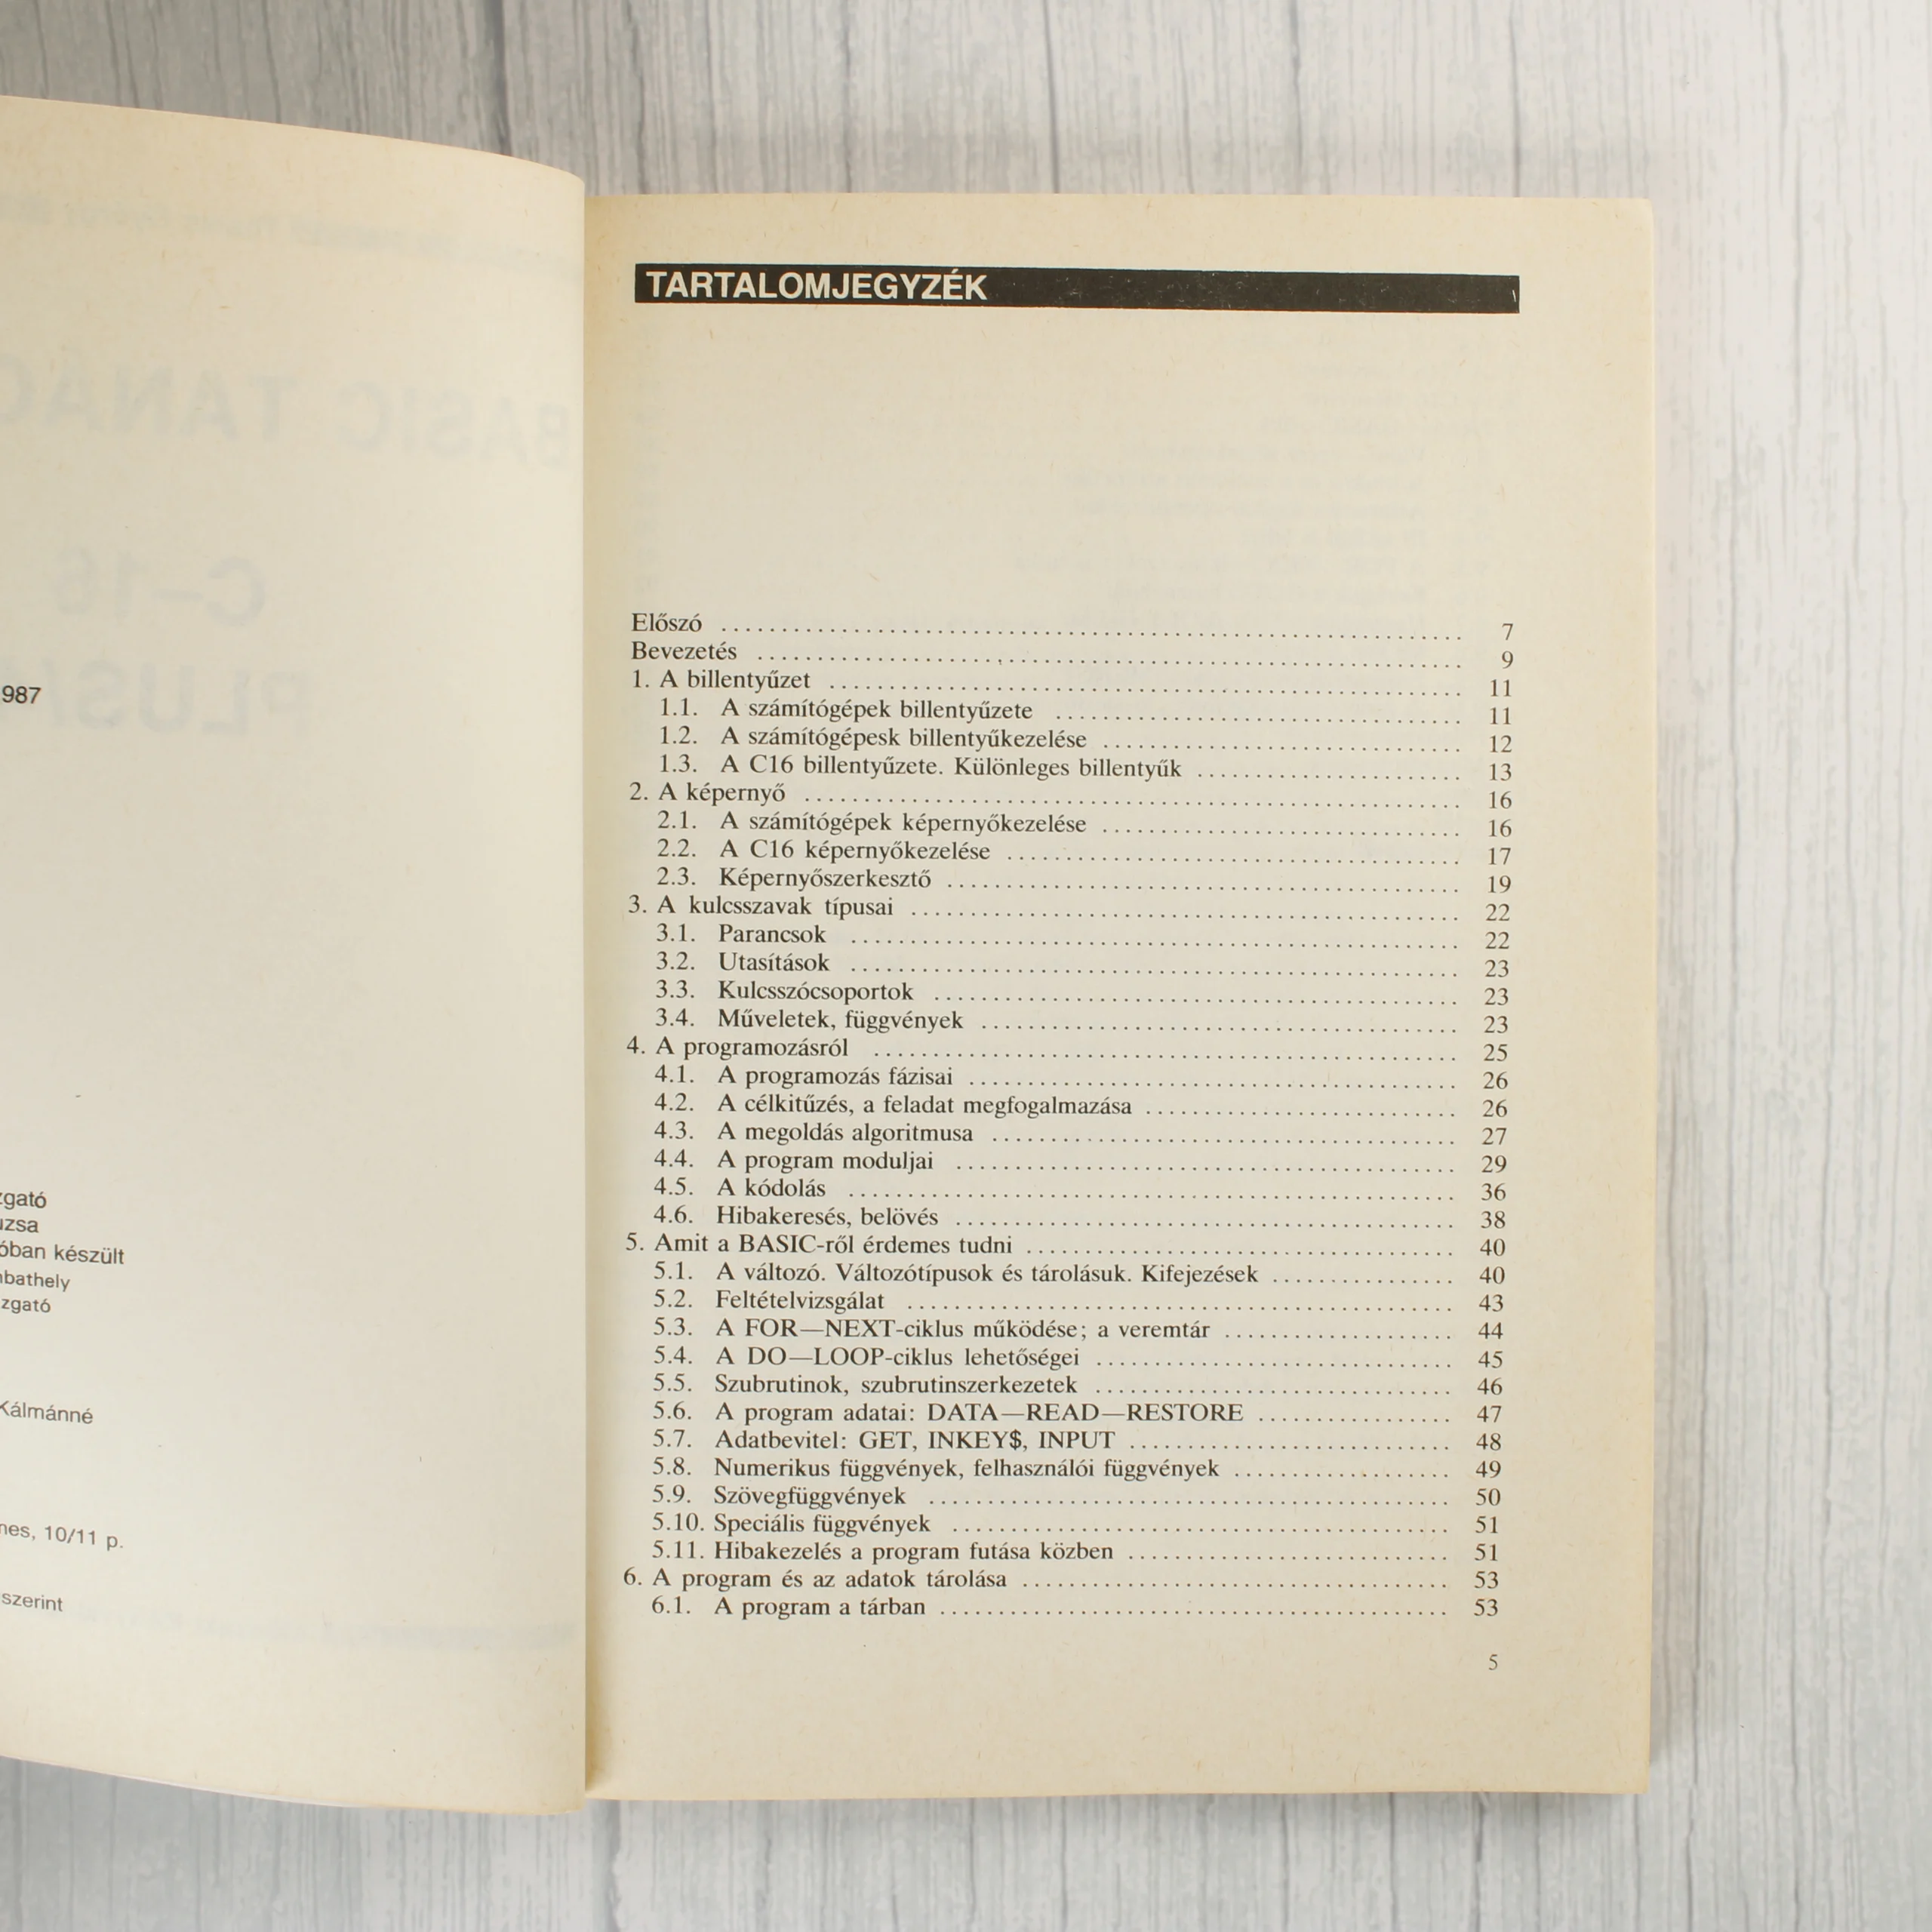 987
zgató
uzsa
óban készült
bathely
zgató
Kálmánné
nes, 10/11 p.
szerint
TARTALOMJEGYZÉK
Előszó 7
Bevezetés 9
1. A billentyűzet 11
1.1. A számítógépek billentyűzete 11
1.2. A számítógépesk billentyűkezelése 12
1.3. A C16 billentyűzete. Különleges billentyűk 13
2. A képernyő 16
2.1. A számítógépek képernyőkezelése 16
2.2. A C16 képernyőkezelése 17
2.3. Képernyőszerkesztő 19
3. A kulcsszavak típusai 22
3.1. Parancsok 22
3.2. Utasítások 23
3.3. Kulcsszócsoportok 23
3.4. Műveletek, függvények 23
4. A programozásról 25
4.1. A programozás fázisai 26
4.2. A célkitűzés, a feladat megfogalmazása 26
4.3. A megoldás algoritmusa 27
4.4. A program moduljai 29
4.5. A kódolás 36
4.6. Hibakeresés, belövés 38
5. Amit a BASIC-ről érdemes tudni 40
5.1. A változó. Változótípusok és tárolásuk. Kifejezések 40
5.2. Feltételvizsgálat 43
5.3. A FOR—NEXT-ciklus működése; a veremtár 44
5.4. A DO—LOOP-ciklus lehetőségei 45
5.5. Szubrutinok, szubrutinszerkezetek 46
5.6. A program adatai: DATA—READ—RESTORE 47
5.7. Adatbevitel: GET, INKEY$, INPUT 48
5.8. Numerikus függvények, felhasználói függvények 49
5.9. Szövegfüggvények 50
5.10. Speciális függvények 51
5.11. Hibakezelés a program futása közben 51
6. A program és az adatok tárolása 53
6.1. A program a tárban 53
5